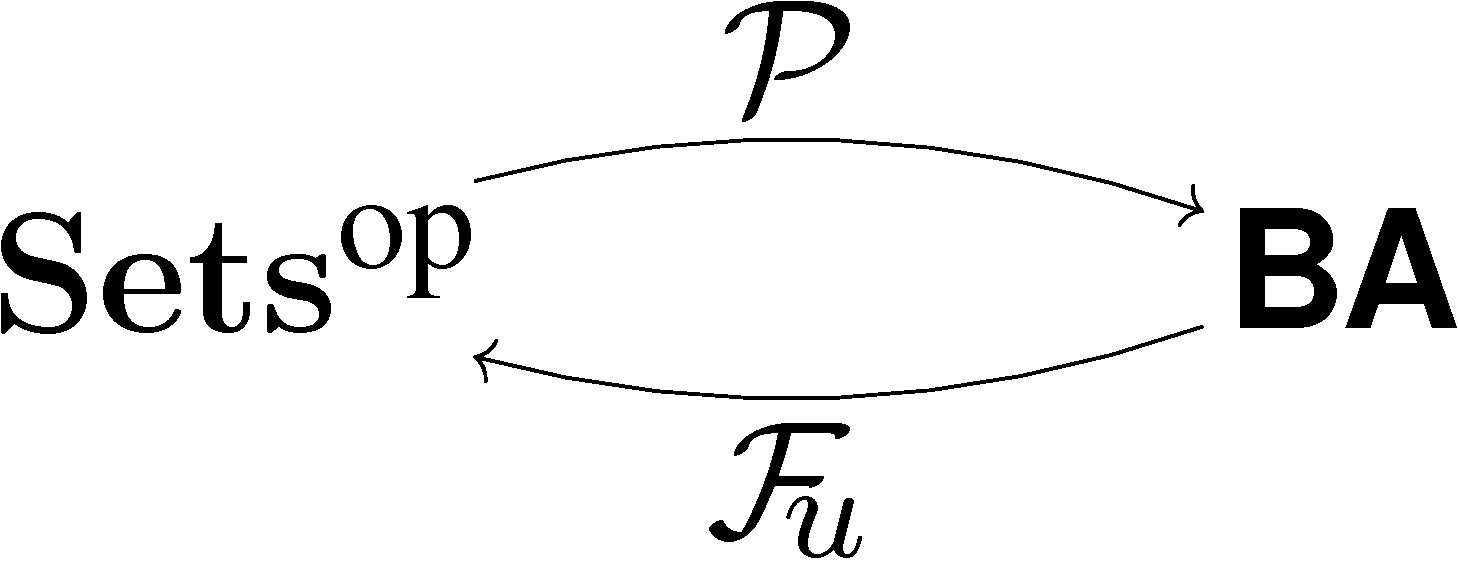 𝒫
Sets^op BA
ℱ_u